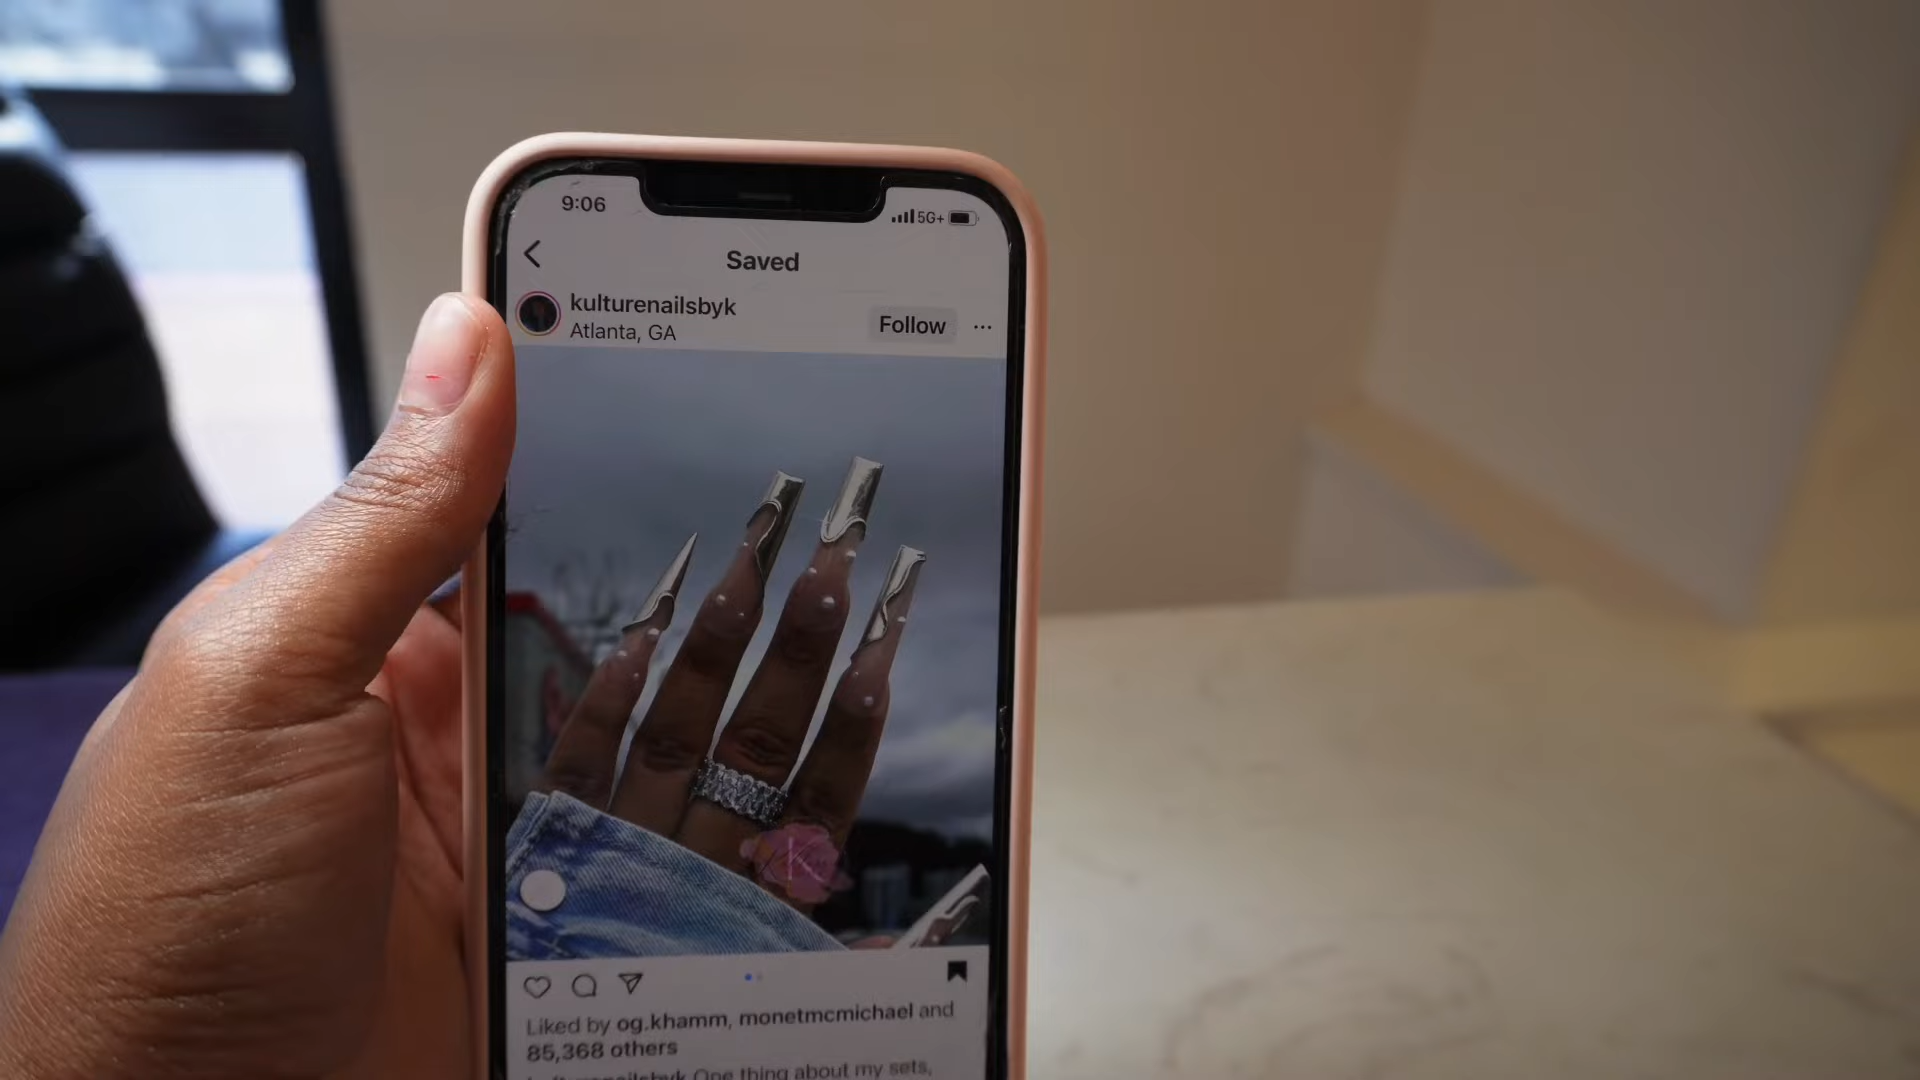 9:06
5G+
Saved
kulturenailsbyk
Atlanta, GA
Follow
K
Liked by og.khamm, monetmcmichael and
85,368 others
kulturenailsbyk One thing about my sets,